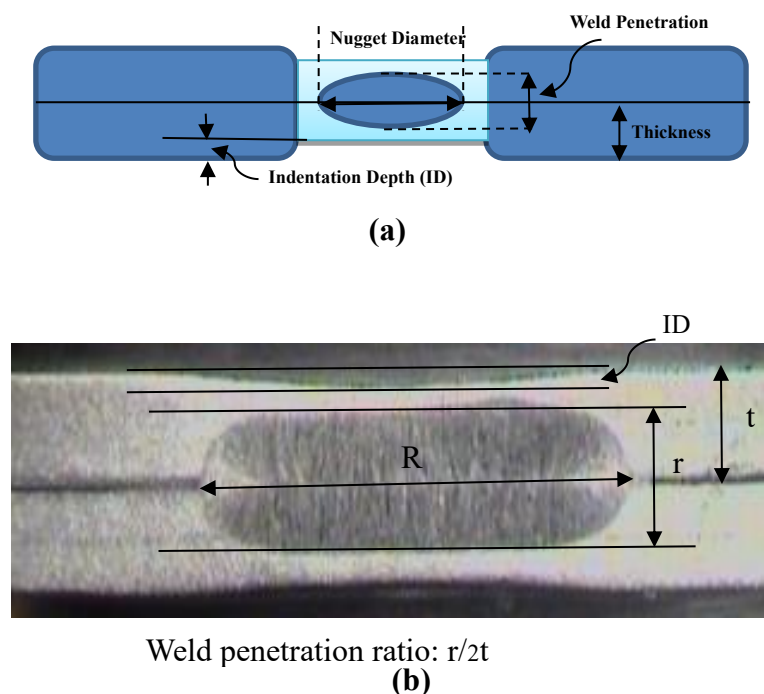 Nugget Diameter
Weld Penetration
Thickness
Indentation Depth (ID)
(a)
ID
t
R
r
Weld penetration ratio: r/2t
(b)